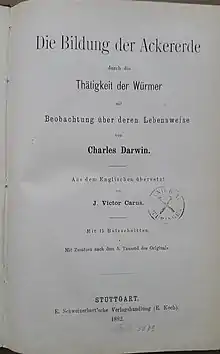 Die Bildung der Ackererde
durch die
Thätigkeit der Würmer
mit
Beobachtung über deren Lebensweise
von
Charles Darwin.
Aus dem Englischen übersetzt
von
J. Victor Carus.
Mit 15 Holzschnitten.
Mit Zusätzen nach dem 5. Tausend des Originals.
STUTTGART.
E. Schweizerbart'sche Verlagshandlung (E. Koch).
1882.